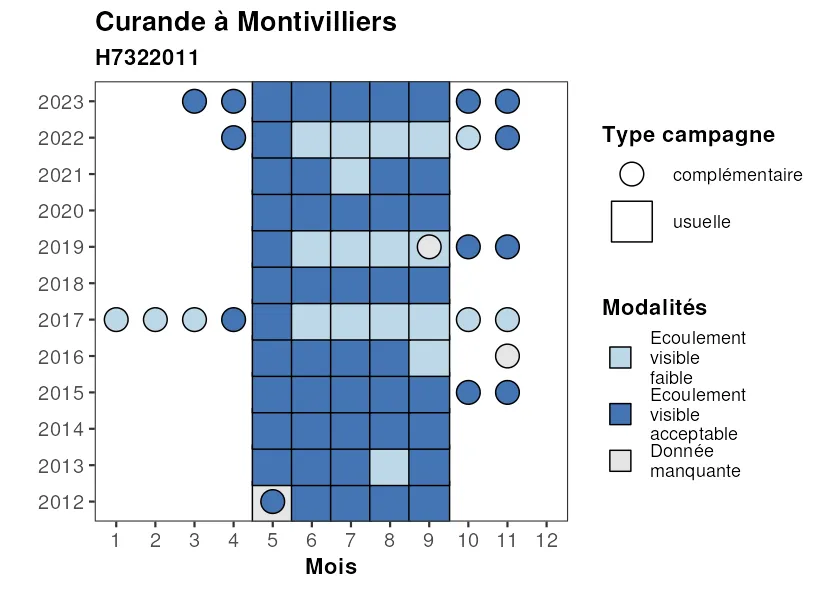 Curande à Montivilliers
H7322011
2023
2022
2021
2020
2019
2018
2017
2016
2015
2014
2013
2012
1 2 3 4 5 6 7 8 9 10 11 12
Mois
Type campagne
complémentaire
usuelle
Modalités
Ecoulement
visible
faible
Ecoulement
visible
acceptable
Donnée
manquante